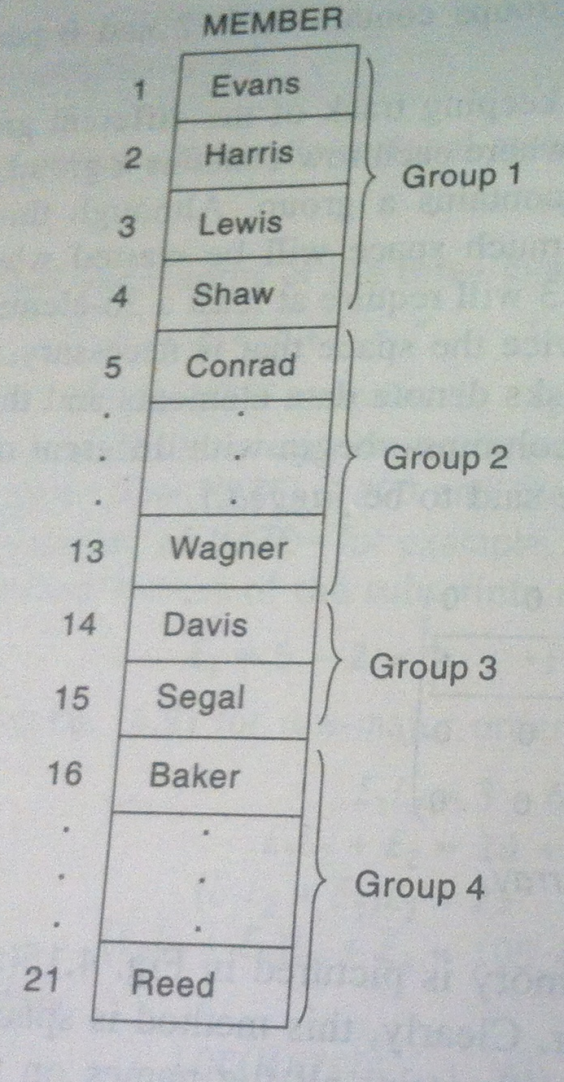 MEMBER
1 Evans
2 Harris
Group 1
3 Lewis
4 Shaw
5 Conrad
. .
. . Group 2
. .
13 Wagner
14 Davis
Group 3
15 Segal
16 Baker
. .
. . Group 4
. .
21 Reed